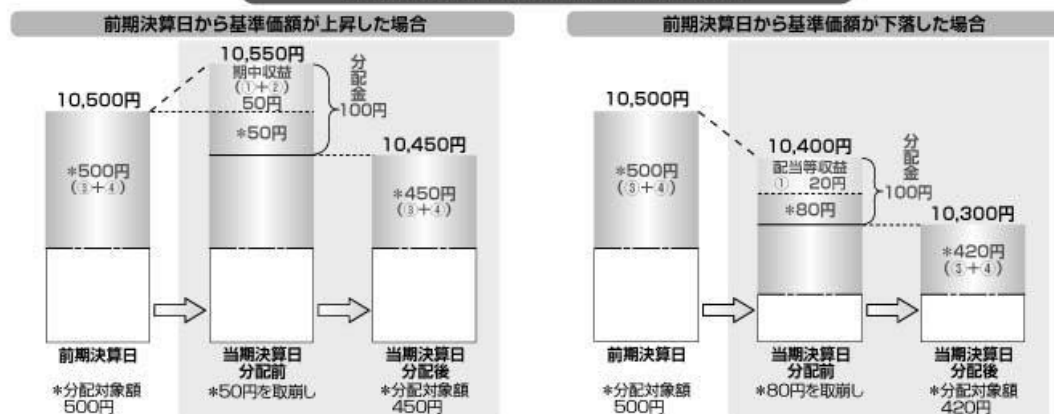 前期決算日から基準価額が上昇した場合
10,550円
期中収益
(①+②)
50円
*50円
分配金
100円
10,500円
*500円
(③+④)
10,450円
*450円
(③+④)
前期決算日
当期決算日
分配前
当期決算日
分配後
*分配対象額
500円
*50円を取崩し
*分配対象額
450円
前期決算日から基準価額が下落した場合
10,500円
*500円
(③+④)
10,400円
配当等収益
① 20円
*80円
分配金
100円
10,300円
*420円
(③+④)
前期決算日
当期決算日
分配前
当期決算日
分配後
*分配対象額
500円
*80円を取崩し
*分配対象額
420円